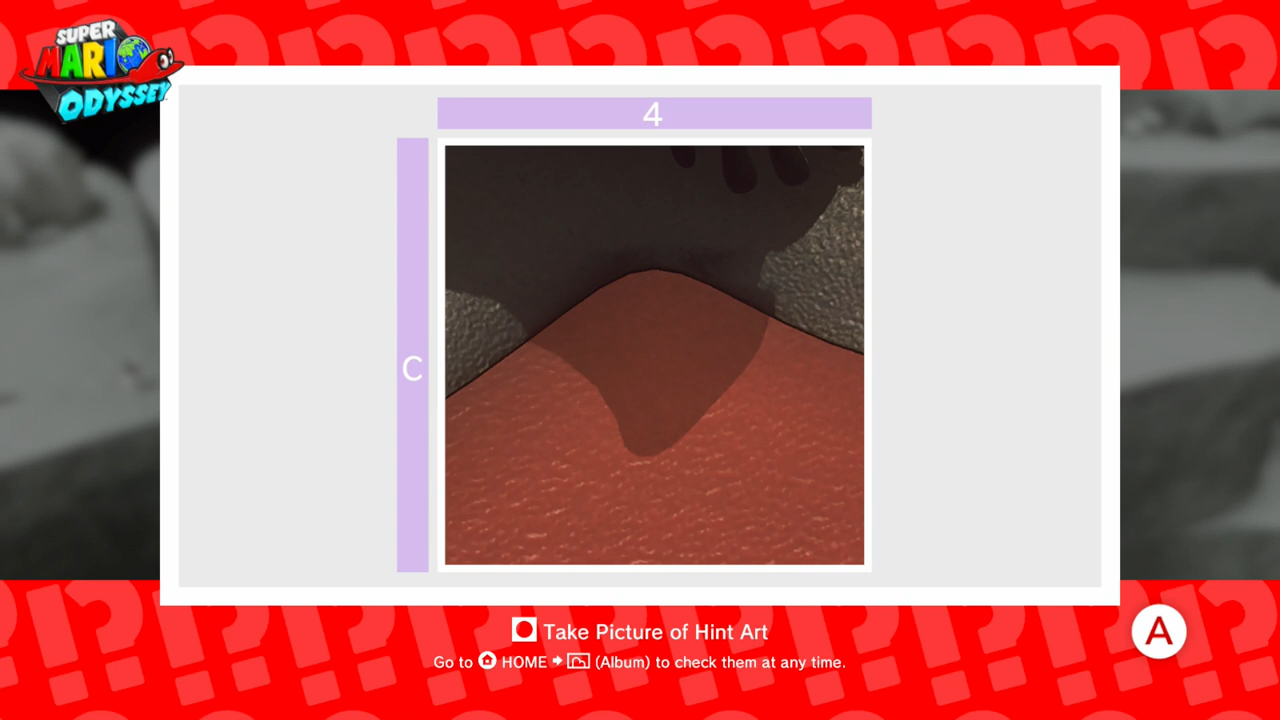 SUPER
MARIO
ODYSSEY
4
C
Take Picture of Hint Art
Go to HOME (Album) to check them at any time.
A